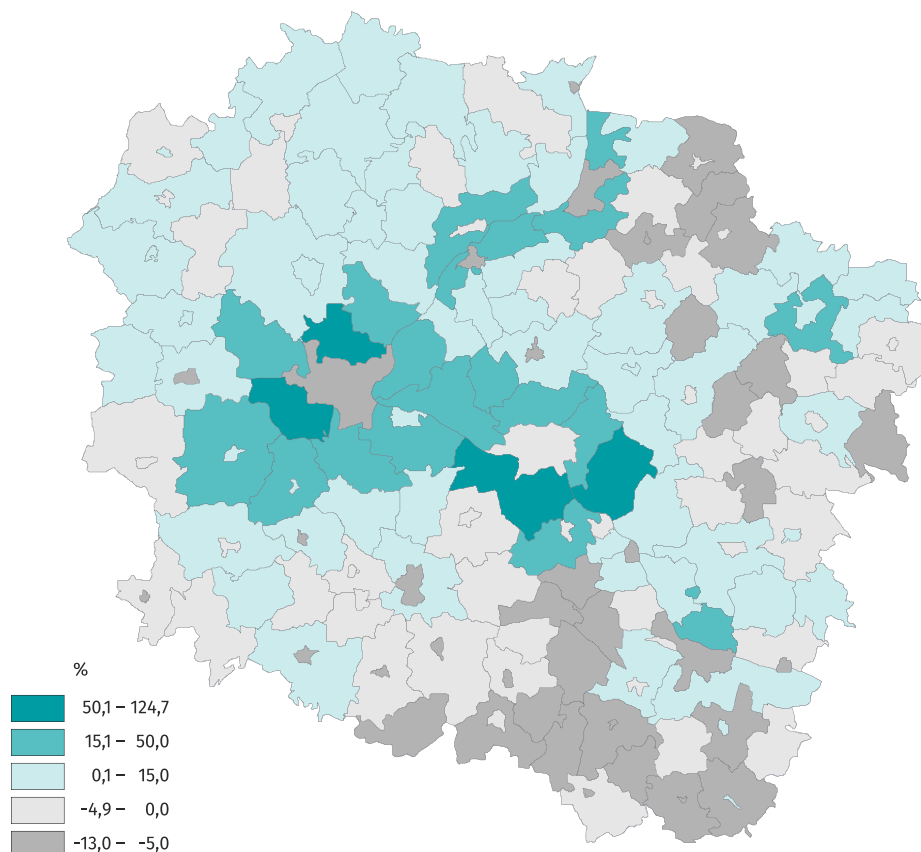 %
50,1 – 124,7
15,1 – 50,0
0,1 – 15,0
-4,9 – 0,0
-13,0 – -5,0